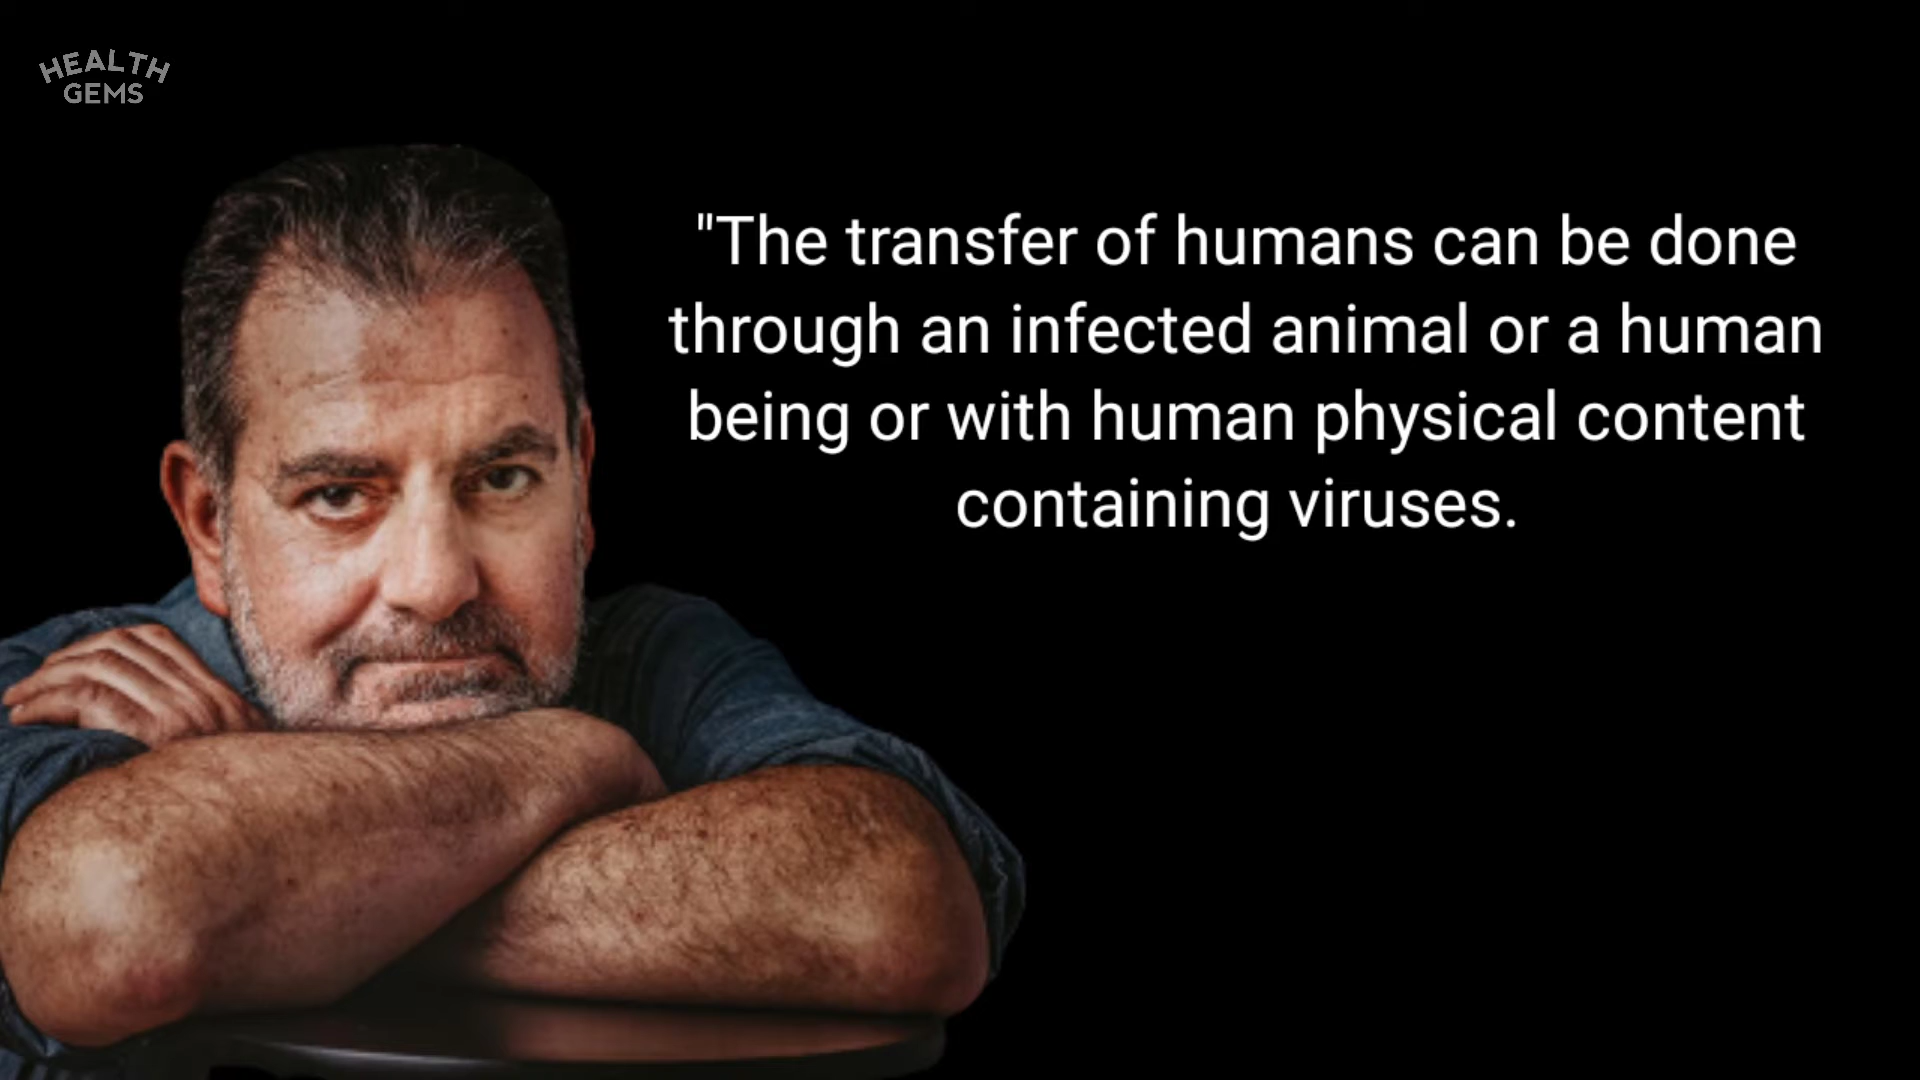 HEALTH
GEMS
"The transfer of humans can be done
through an infected animal or a human
being or with human physical content
containing viruses.